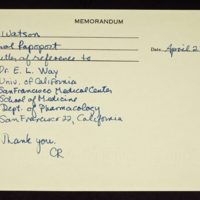 MEMORANDUM
Watson
Rapoport
Date April 2
letter of reference to
Dr. E. L. Way
Univ. of California
San Francisco Medical Center
School of Medicine
Dept. of Pharmacology
San Francisco 22, California
Thank you.
CR